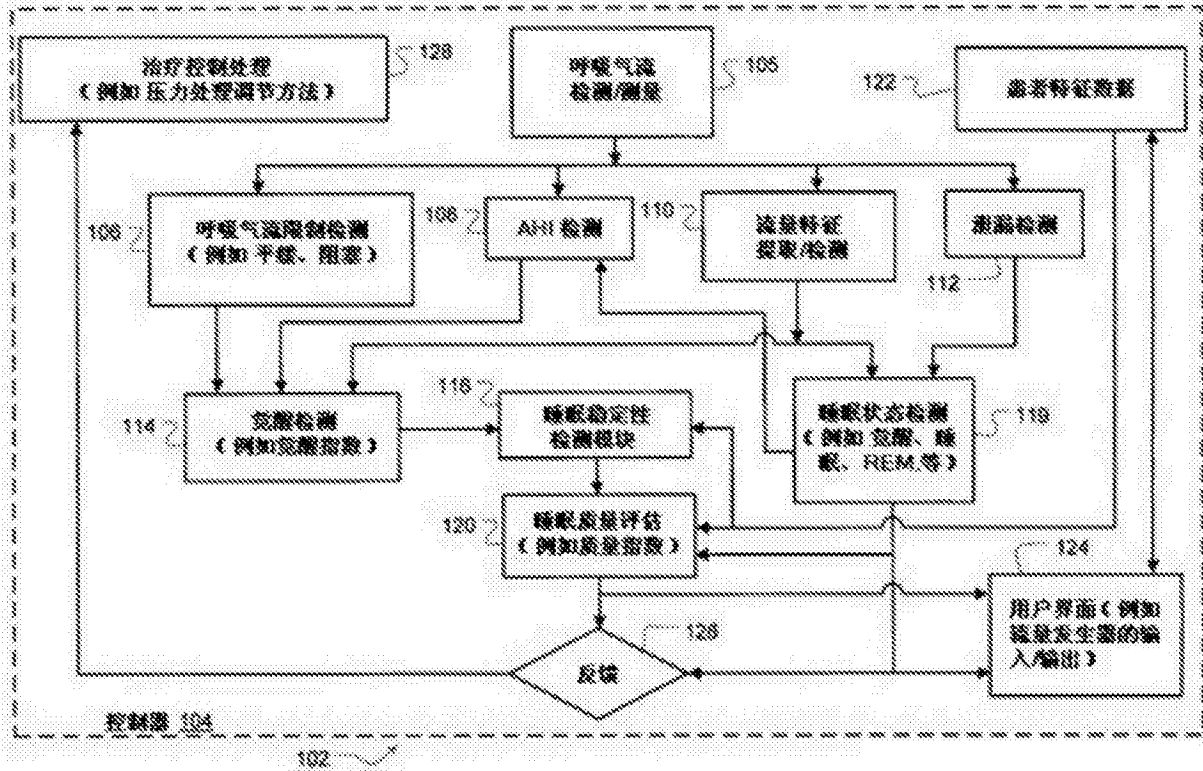 治疗控制处理
（例如 压力处理调节方法）
128
呼吸气流
检测/测量
105
122
患者特征数据
106
呼吸气流限制检测
（例如 平缓、阻塞）
108
AHI 检测
110
流量特征
提取/检测
泄漏检测
112
114
觉醒检测
（例如觉醒指数）
116
睡眠稳定性
检测模块
睡眠状态检测
（例如 觉醒、睡
眠、REM,等）
119
120
睡眠质量评估
（例如质量指数）
124
用户界面（例如
流量发生器的输
入/输出）
126
反馈
控制器 104
102